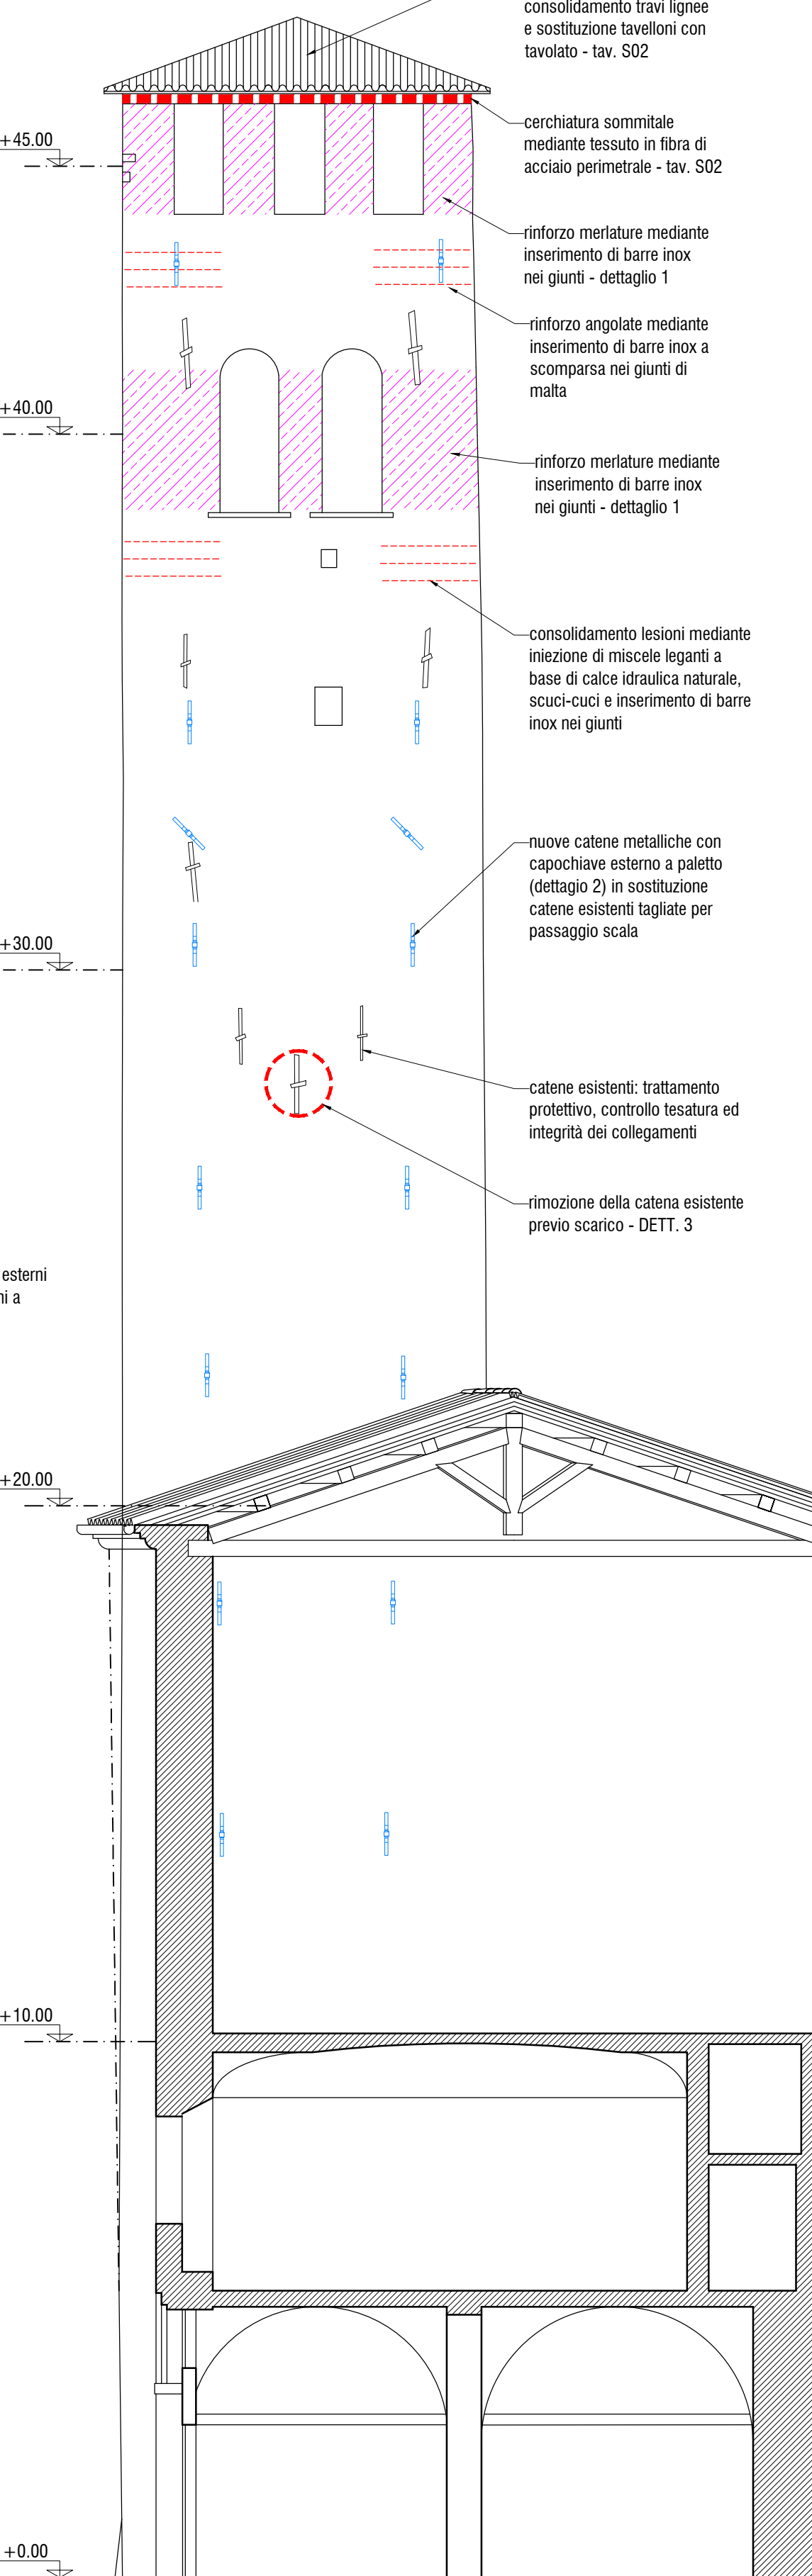 consolidamento travi lignee
e sostituzione tavelloni con
tavolato - tav. S02
cerchiatura sommitale
mediante tessuto in fibra di
acciaio perimetrale - tav. S02
+45.00
rinforzo merlature mediante
inserimento di barre inox
nei giunti - dettaglio 1
rinforzo angolate mediante
inserimento di barre inox a
scomparsa nei giunti di
malta
+40.00
rinforzo merlature mediante
inserimento di barre inox
nei giunti - dettaglio 1
consolidamento lesioni mediante
iniezione di miscele leganti a
base di calce idraulica naturale,
scuci-cuci e inserimento di barre
inox nei giunti
nuove catene metalliche con
capochiave esterno a paletto
(dettagio 2) in sostituzione
catene esistenti tagliate per
passaggio scala
+30.00
catene esistenti: trattamento
protettivo, controllo tesatura ed
integrità dei collegamenti
rimozione della catena esistente
previo scarico - DETT. 3
esterni
ni a
+20.00
+10.00
+0.00